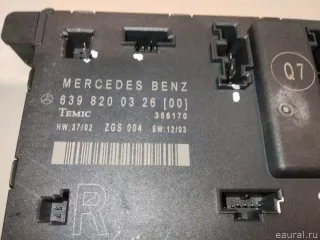 MERCEDES BENZ
639 820 03 26 [00]
TEMIC 366170
HW:37/02 ZGS 004 SW:12/03
Q7
R
eaural.ru